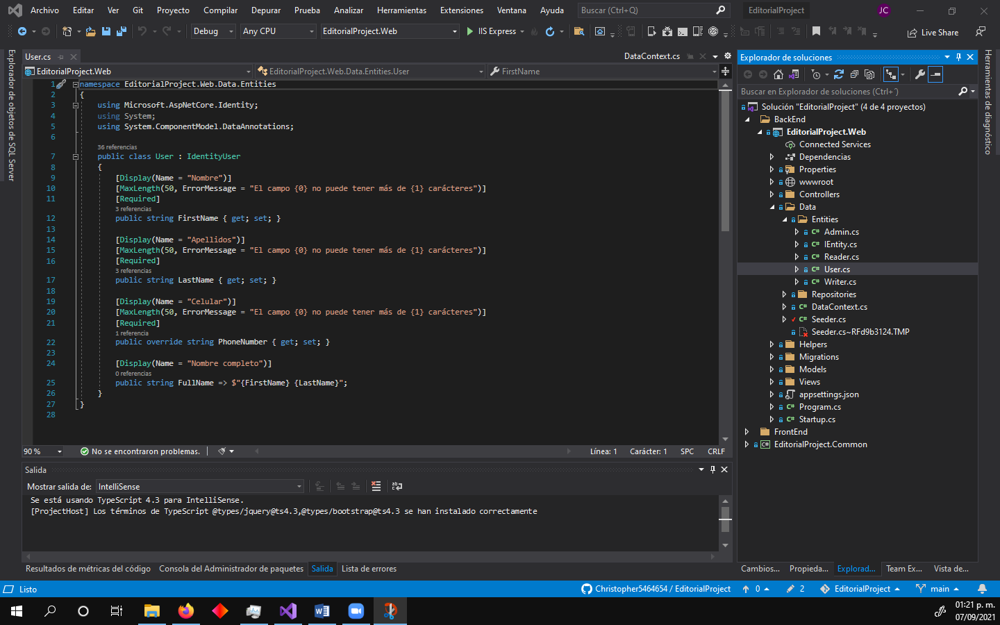 Archivo Editar Ver Git Proyecto Compilar Depurar Prueba Analizar Herramientas Extensiones Ventana Ayuda Buscar (Ctrl+Q) EditorialProject JC
Debug Any CPU EditorialProject.Web IIS Express Live Share
Explorador de objetos de SQL Server
User.cs DataContext.cs
EditorialProject.Web EditorialProject.Web.Data.Entities.User FirstName
1 namespace EditorialProject.Web.Data.Entities
2 {
3 using Microsoft.AspNetCore.Identity;
4 using System;
5 using System.ComponentModel.DataAnnotations;
6
36 referencias
7 public class User : IdentityUser
8 {
9 [Display(Name = "Nombre")]
10 [MaxLength(50, ErrorMessage = "El campo {0} no puede tener más de {1} carácteres")]
11 [Required]
3 referencias
12 public string FirstName { get; set; }
13
14 [Display(Name = "Apellidos")]
15 [MaxLength(50, ErrorMessage = "El campo {0} no puede tener más de {1} carácteres")]
16 [Required]
3 referencias
17 public string LastName { get; set; }
18
19 [Display(Name = "Celular")]
20 [MaxLength(50, ErrorMessage = "El campo {0} no puede tener más de {1} carácteres")]
21 [Required]
1 referencia
22 public override string PhoneNumber { get; set; }
23
24 [Display(Name = "Nombre completo")]
0 referencias
25 public string FullName => $"{FirstName} {LastName}";
26 }
27 }
28
90 % No se encontraron problemas. Línea: 1 Carácter: 1 SPC CRLF
Salida
Mostrar salida de: IntelliSense
Se está usando TypeScript 4.3 para IntelliSense.
[ProjectHost] Los términos de TypeScript @types/jquery@ts4.3,@types/bootstrap@ts4.3 se han instalado correctamente
Resultados de métricas del código Consola del Administrador de paquetes Salida Lista de errores
Explorador de soluciones
Buscar en Explorador de soluciones (Ctrl+´)
Solución "EditorialProject" (4 de 4 proyectos)
BackEnd
EditorialProject.Web
Connected Services
Dependencias
Properties
wwwroot
Controllers
Data
Entities
C# Admin.cs
C# IEntity.cs
C# Reader.cs
C# User.cs
C# Writer.cs
Repositories
C# DataContext.cs
C# Seeder.cs
Seeder.cs~RFd9b3124.TMP
Helpers
Migrations
Models
Views
appsettings.json
C# Program.cs
C# Startup.cs
FrontEnd
C# EditorialProject.Common
Cambios... Propieda... Explorad... Team Ex... Vista de...
Herramientas de diagnóstico
Listo Christopher5464654 / EditorialProject 0 2 EditorialProject main
01:21 p. m.
07/09/2021